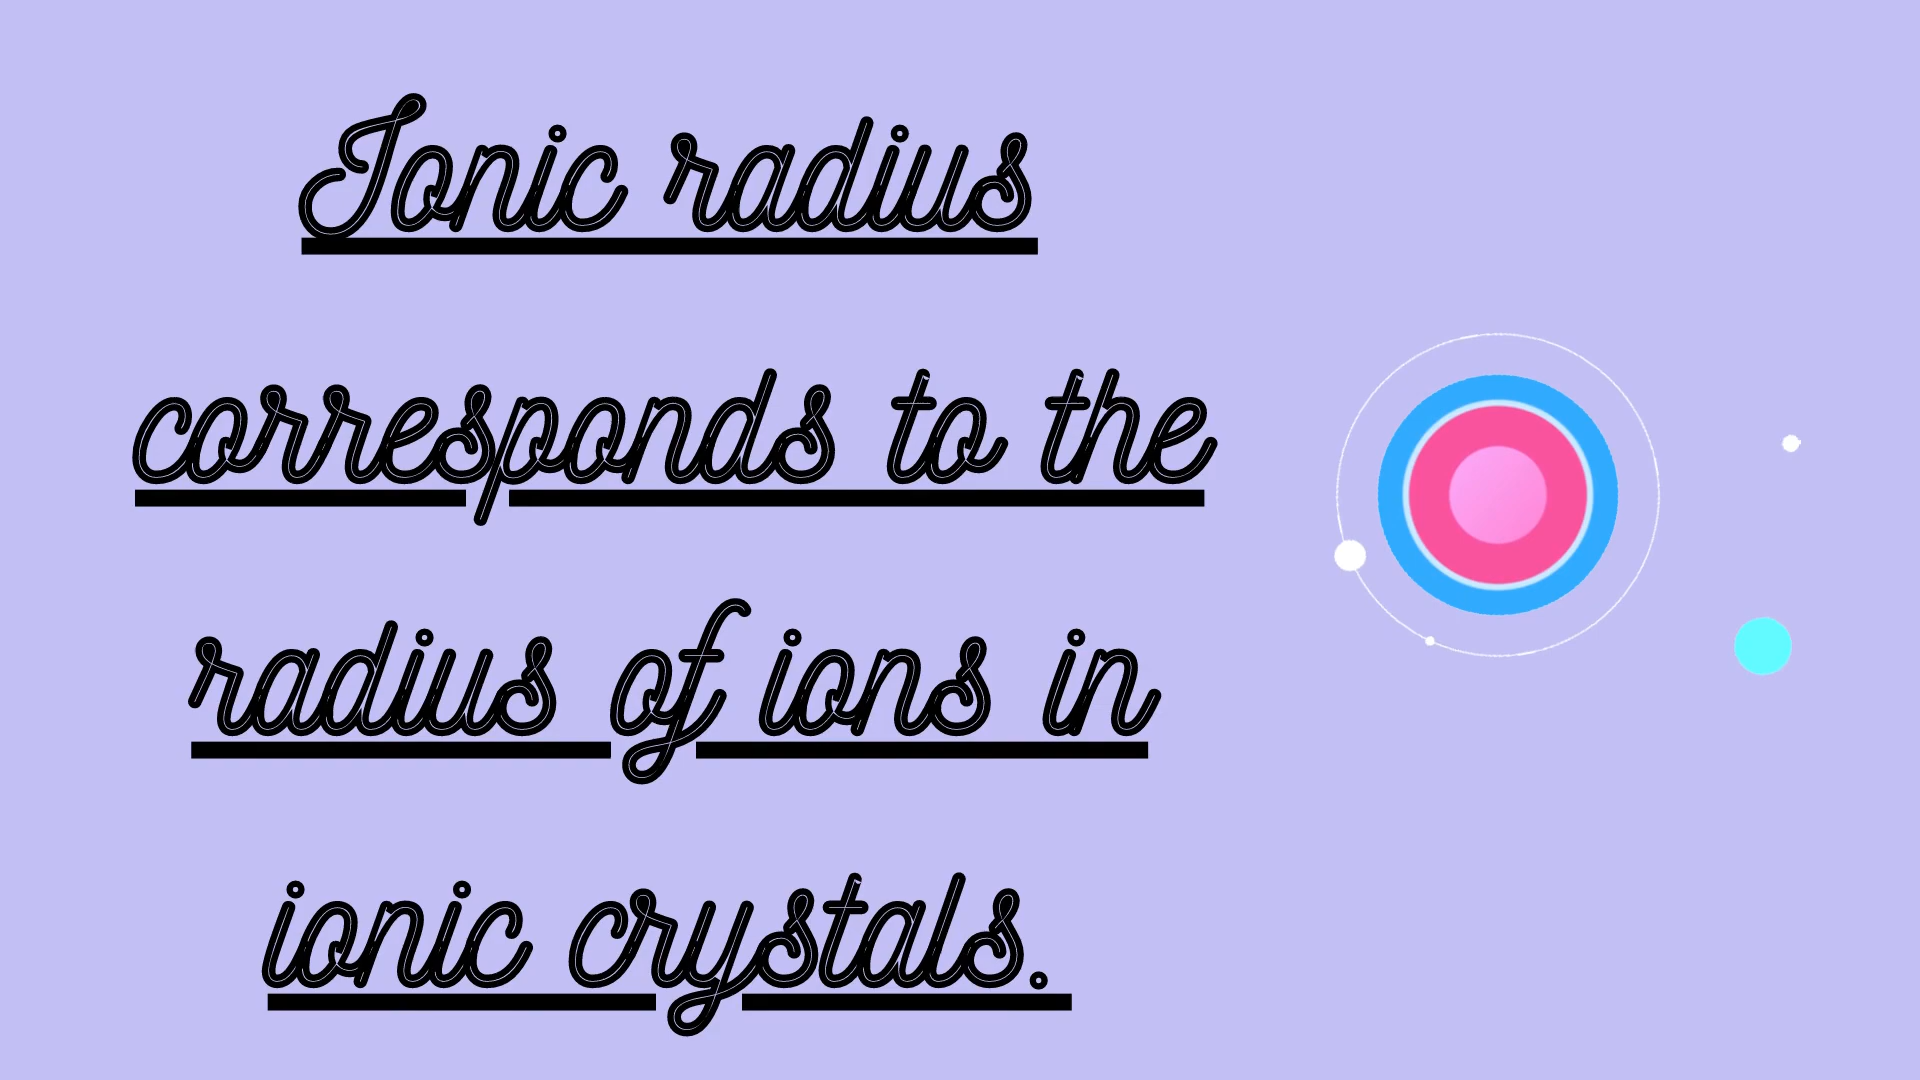 Ionic radius
corresponds to the
radius of ions in
ionic crystals.